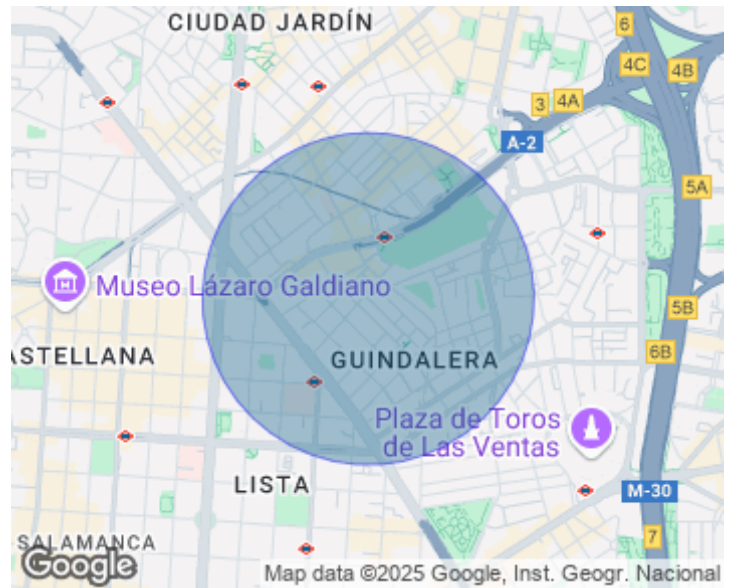 CIUDAD JARDÍN
6
4C
4B
3
4A
A-2
5A
Museo Lázaro Galdiano
5B
ASTELLANA
GUINDALERA
6B
Plaza de Toros
de Las Ventas
LISTA
M-30
SALAMANCA
7
Google
Map data ©2025 Google, Inst. Geogr. Nacional